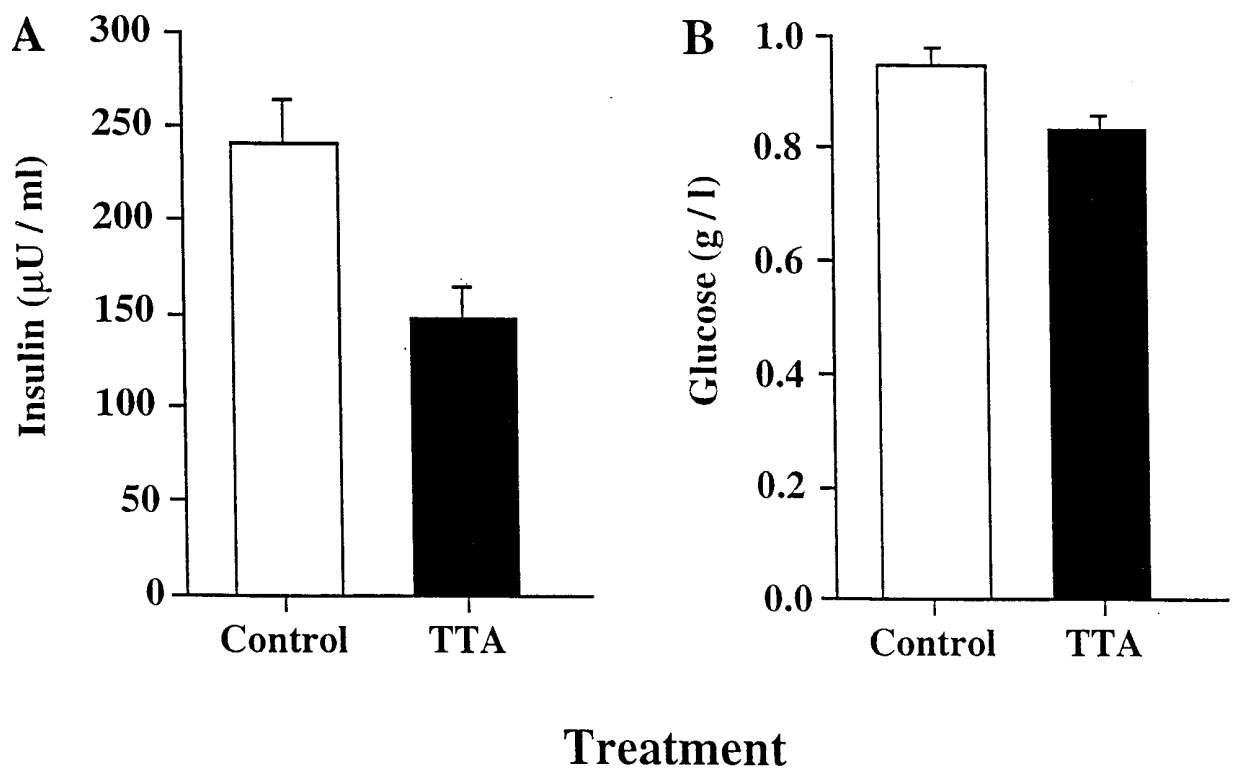 A
300
250
200
150
100
50
0
Insulin (µU / ml)
Control TTA
B
1.0
0.8
0.6
0.4
0.2
0.0
Glucose (g / l)
Control TTA
Treatment